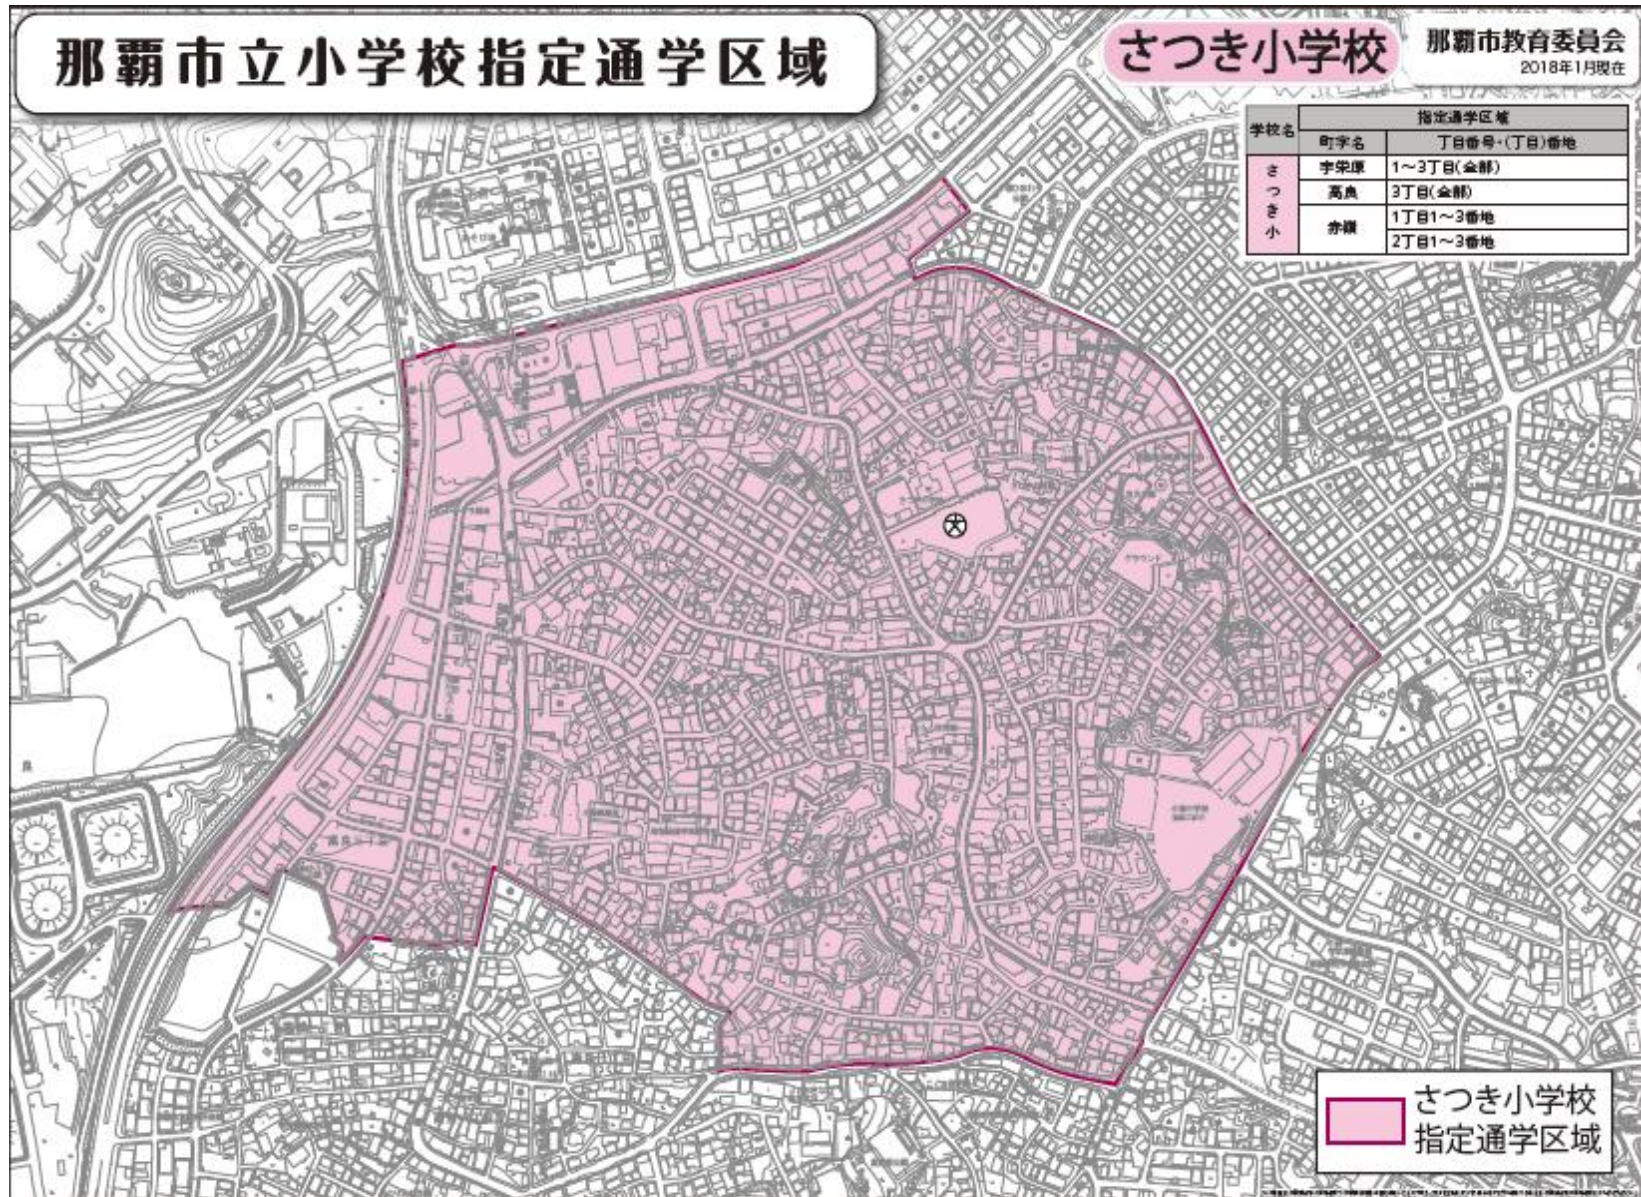 那覇市立小学校指定通学区域
さつき小学校
那覇市教育委員会
2018年1月現在
学校名
指定通学区域
町字名
丁目番号・(丁目)番地
さつき小
宇栄原
1～3丁目(全部)
高良
3丁目(全部)
赤嶺
1丁目1～3番地
2丁目1～3番地
グラウンド
さつき小学校
指定通学区域